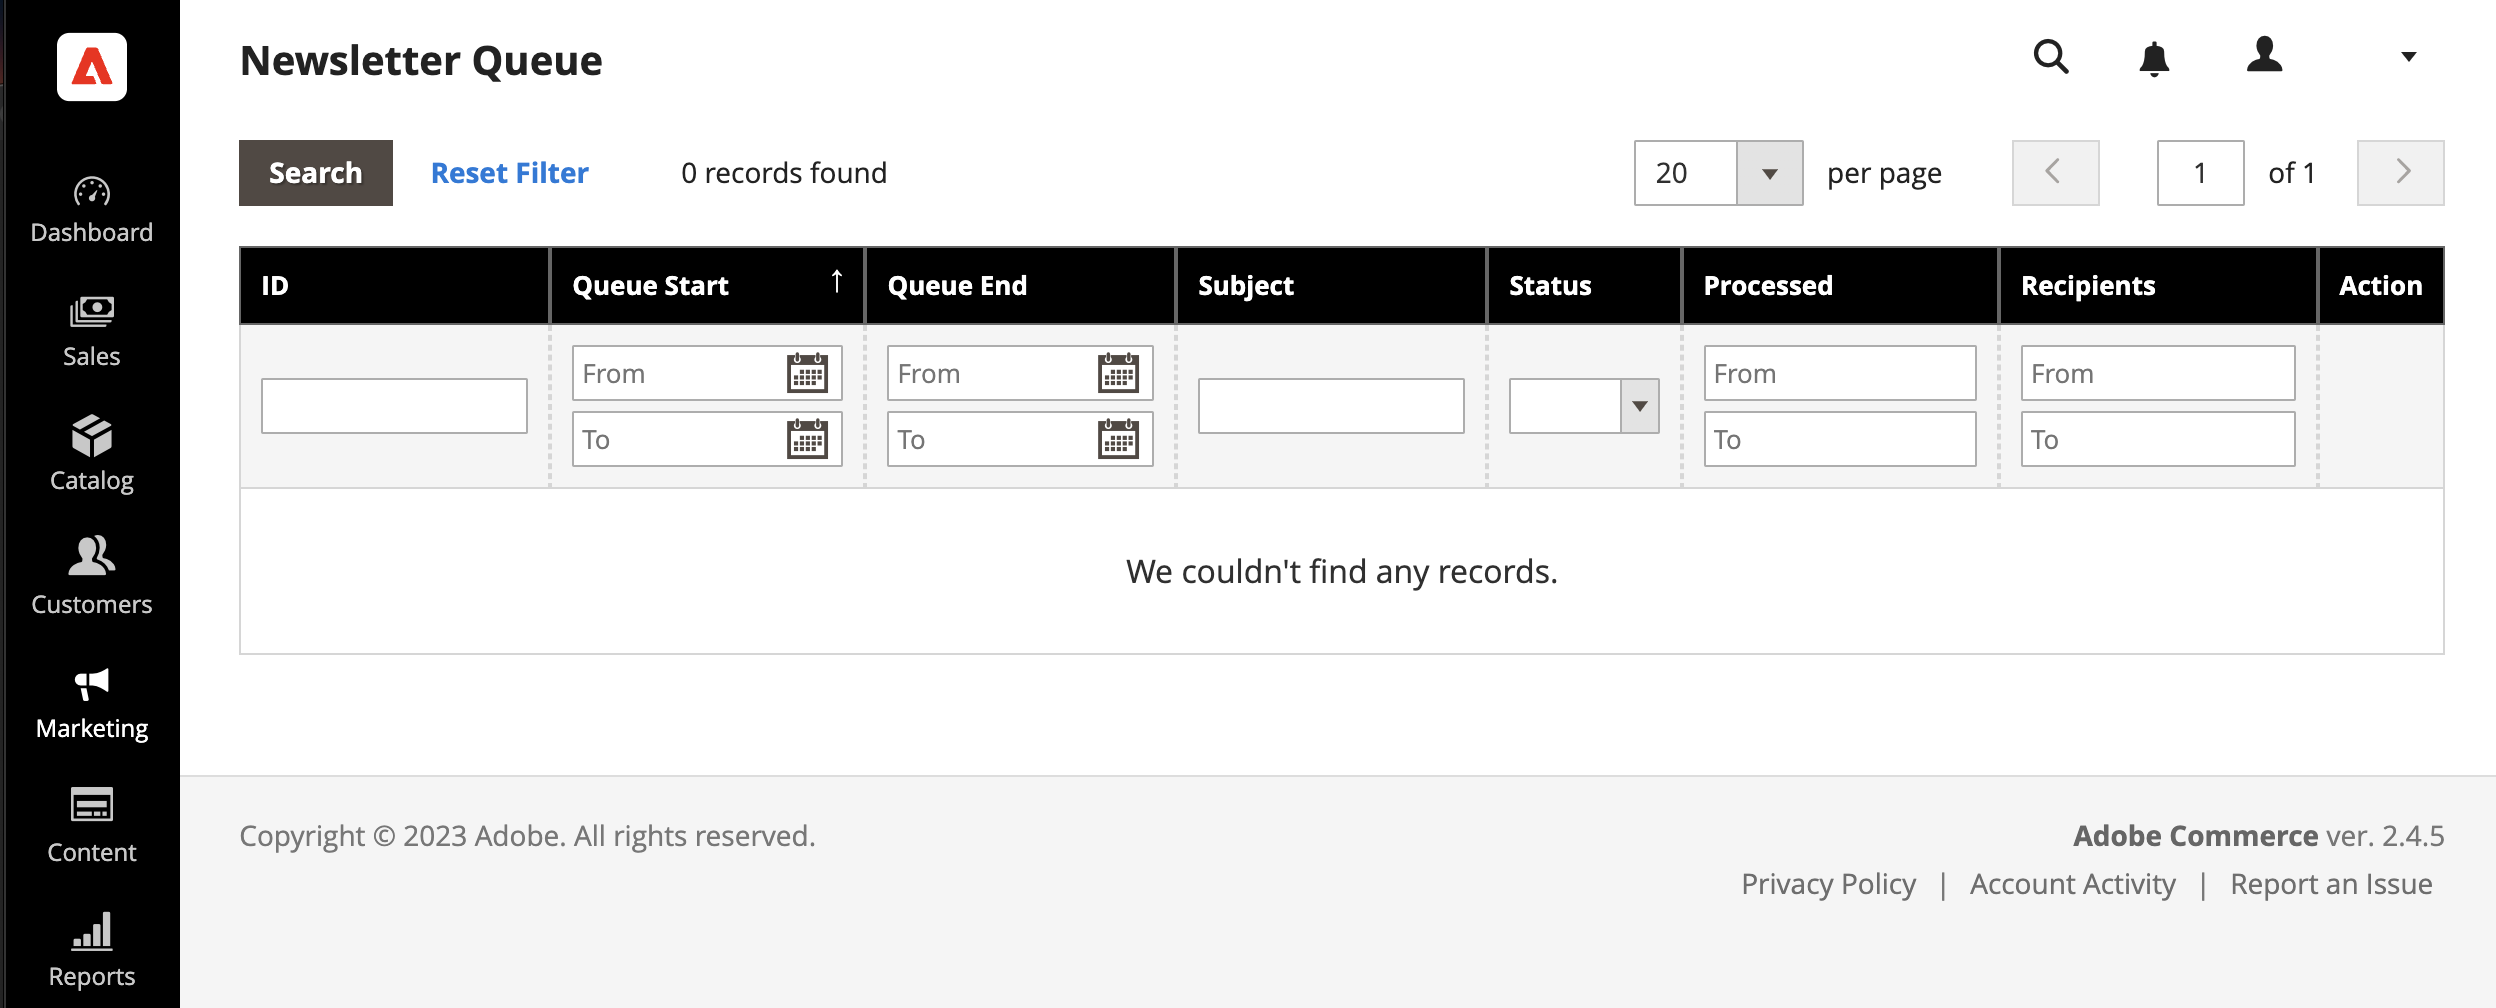 Newsletter Queue
Search Reset Filter 0 records found 20 per page 1 of 1
ID Queue Start ↑ Queue End Subject Status Processed Recipients Action
From From From From
To To To To
We couldn't find any records.
Dashboard
Sales
Catalog
Customers
Marketing
Content
Reports
Copyright © 2023 Adobe. All rights reserved.
Adobe Commerce ver. 2.4.5
Privacy Policy | Account Activity | Report an Issue